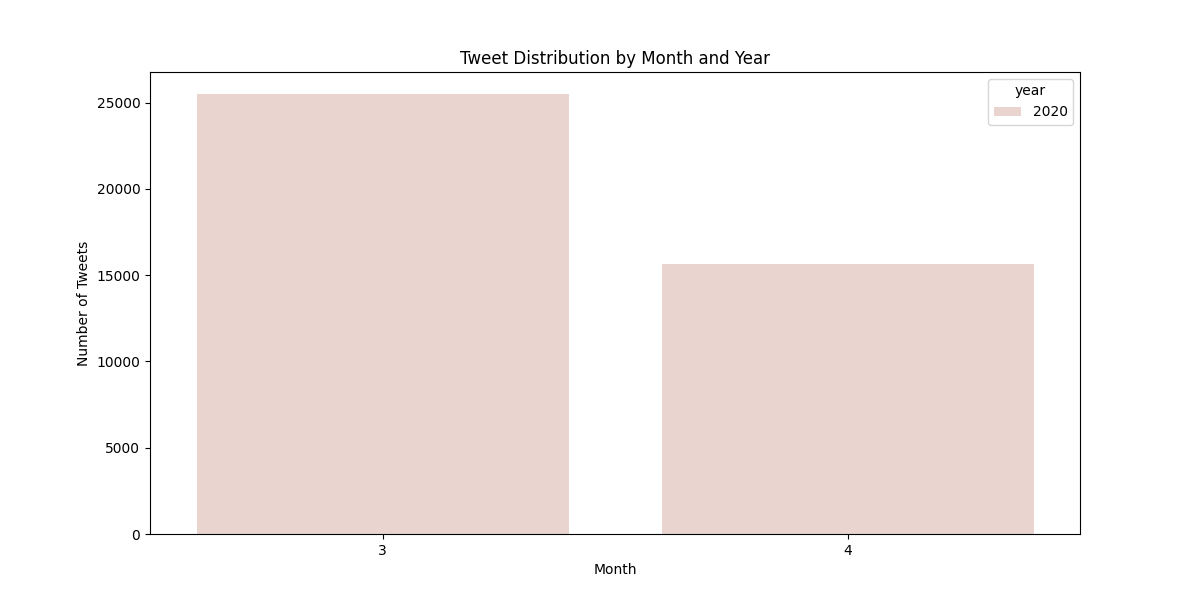 Tweet Distribution by Month and Year
year
2020
25000
20000
15000
10000
5000
0
Number of Tweets
3
4
Month